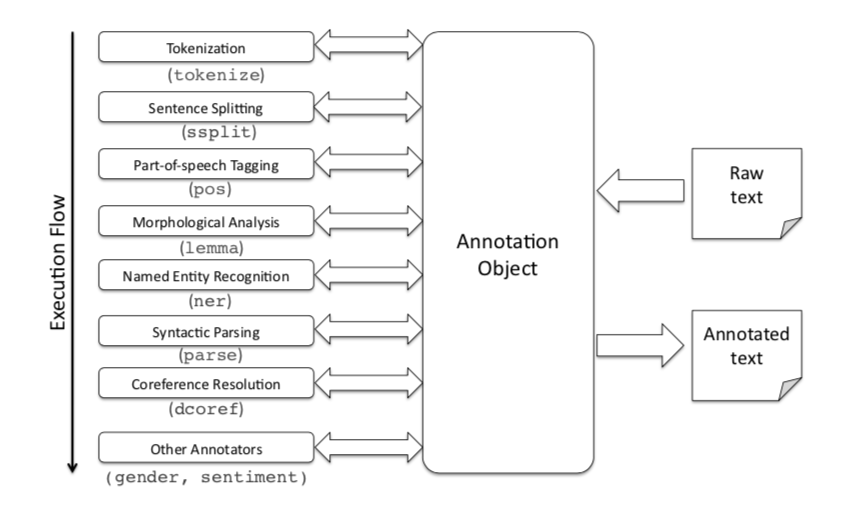 Execution Flow
Tokenization
(tokenize)
Sentence Splitting
(ssplit)
Part-of-speech Tagging
(pos)
Morphological Analysis
(lemma)
Named Entity Recognition
(ner)
Syntactic Parsing
(parse)
Coreference Resolution
(dcoref)
Other Annotators
(gender, sentiment)
Annotation
Object
Raw
text
Annotated
text